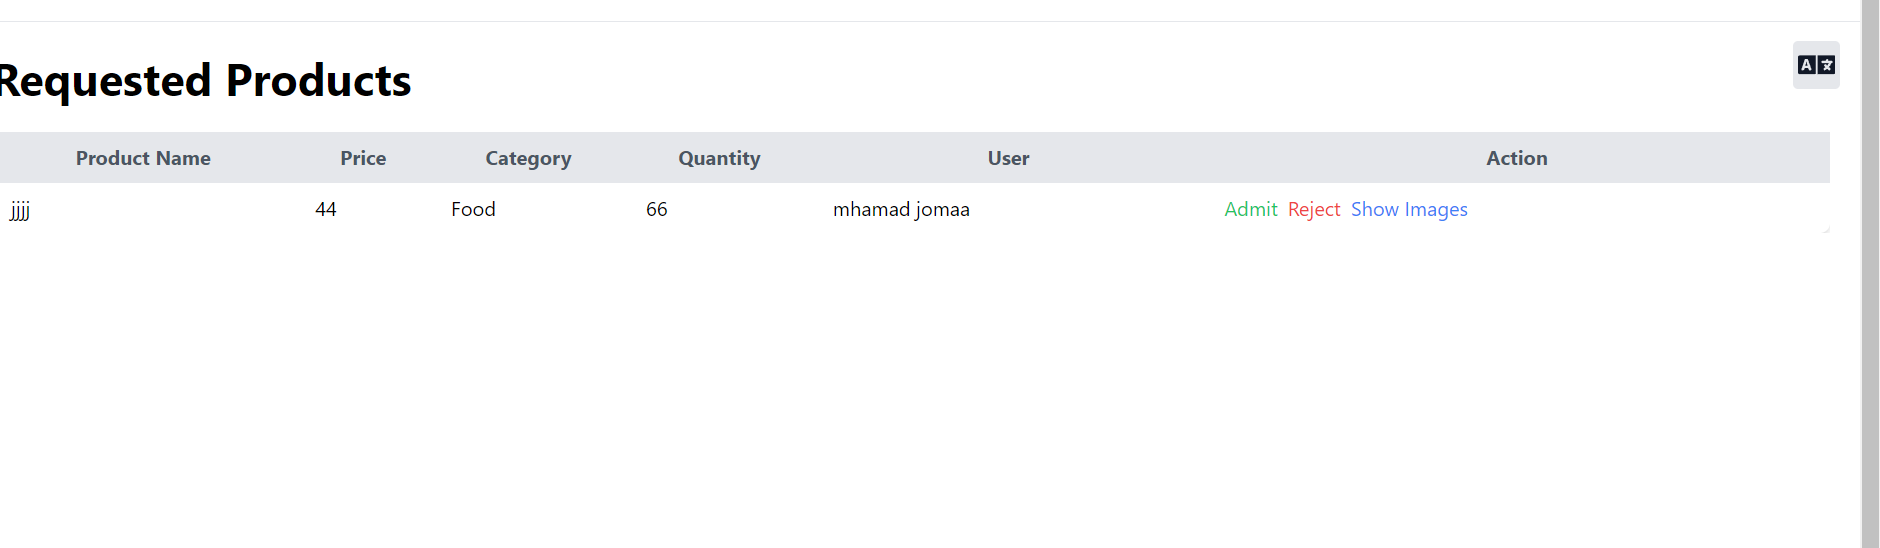 Requested Products
A 文
Product Name Price Category Quantity User Action
jjjj 44 Food 66 mhamad jomaa Admit Reject Show Images